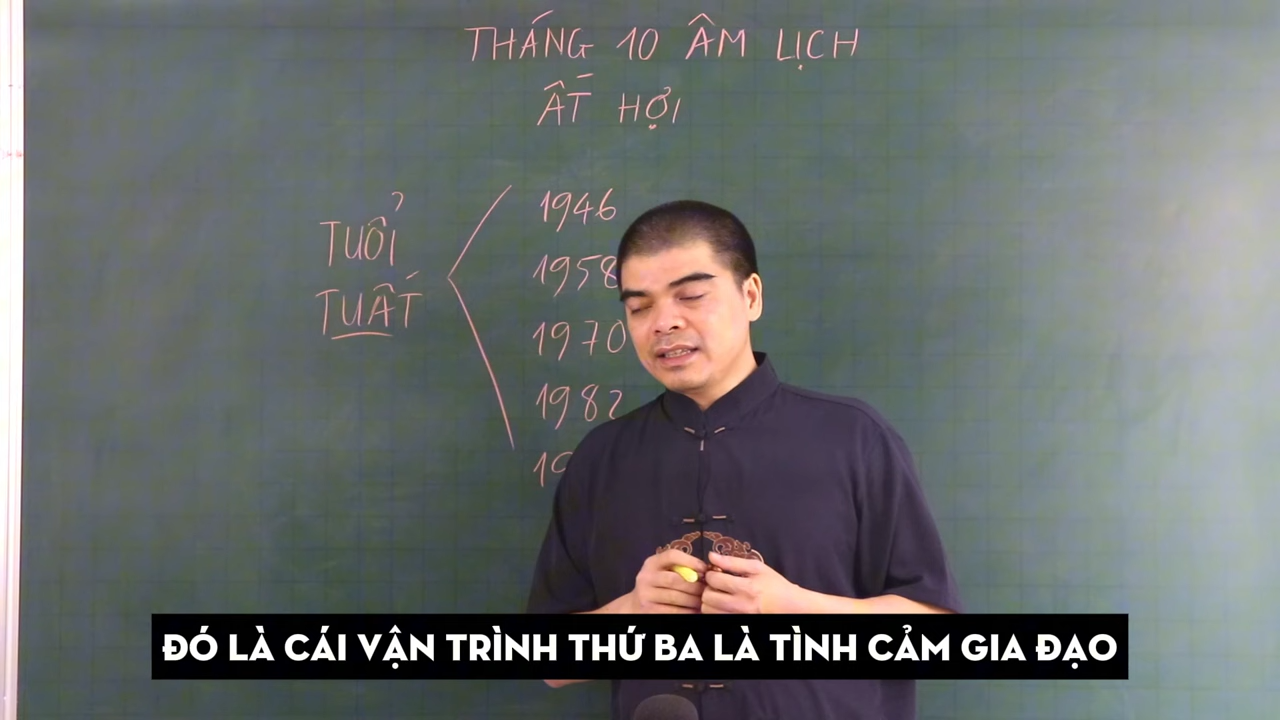 THÁNG 10 ÂM LỊCH
ẤT HỢI
TUỔI
TUẤT
1946
1958
1970
1982
ĐÓ LÀ CÁI VẬN TRÌNH THỨ BA LÀ TÌNH CẢM GIA ĐẠO